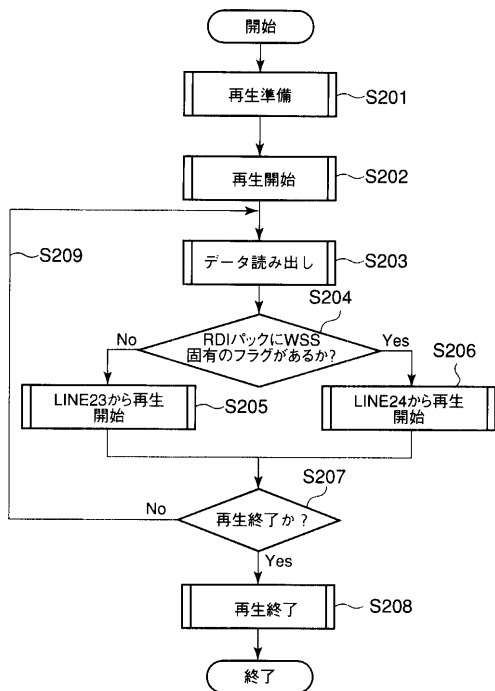 開始
再生準備
S201
再生開始
S202
S209
データ読み出し
S203
S204
No
RDIパックにWSS
固有のフラグがあるか?
Yes
S206
LINE23から再生
開始
S205
LINE24から再生
開始
S207
No
再生終了か?
Yes
再生終了
S208
終了